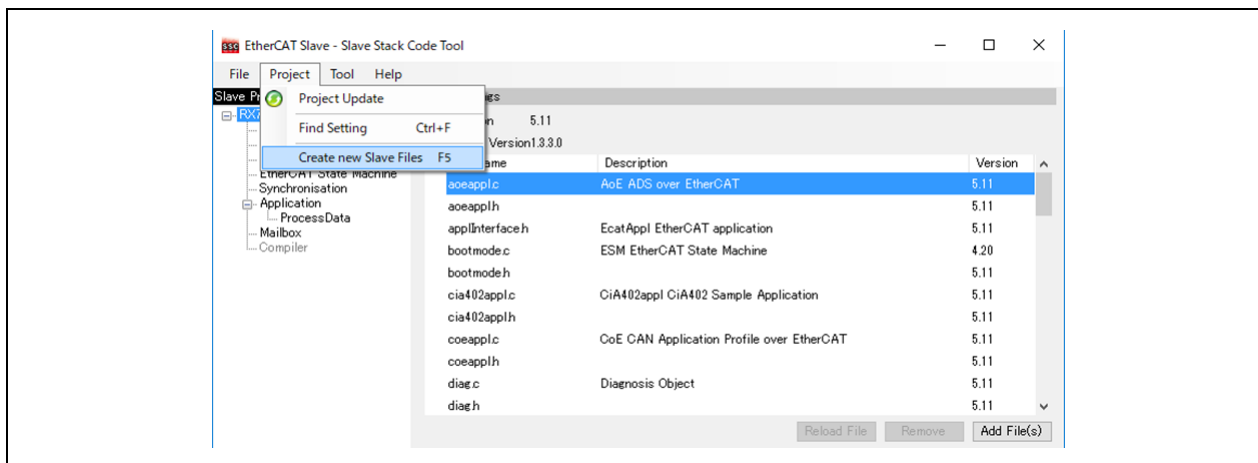 ssc EtherCAT Slave - Slave Stack Code Tool
File Project Tool Help
Slave Pr
Project Update
Find Setting Ctrl+F
Create new Slave Files F5
RX7
EtherCAT State Machine
Synchronisation
Application
ProcessData
Mailbox
Compiler
5.11
Version1.3.3.0
Description Version
aoeappl.c AoE ADS over EtherCAT 5.11
aoeappl.h 5.11
applInterface.h EcatAppl EtherCAT application 5.11
bootmode.c ESM EtherCAT State Machine 4.20
bootmode.h 5.11
cia402appl.c CiA402appl CiA402 Sample Application 5.11
cia402appl.h 5.11
coeappl.c CoE CAN Application Profile over EtherCAT 5.11
coeappl.h 5.11
diag.c Diagnosis Object 5.11
diag.h 5.11
Reload File Remove Add File(s)